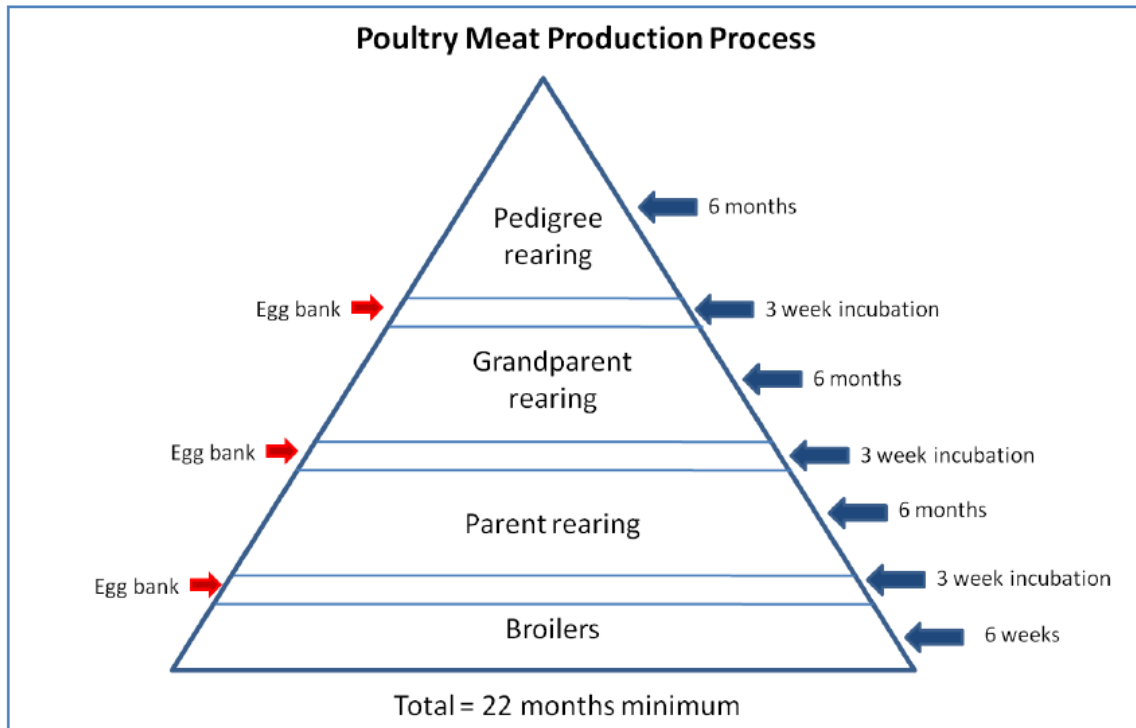 Poultry Meat Production Process
6 months
Pedigree
rearing
Egg bank
3 week incubation
Grandparent
rearing
6 months
Egg bank
3 week incubation
Parent rearing
6 months
Egg bank
3 week incubation
Broilers
6 weeks
Total = 22 months minimum